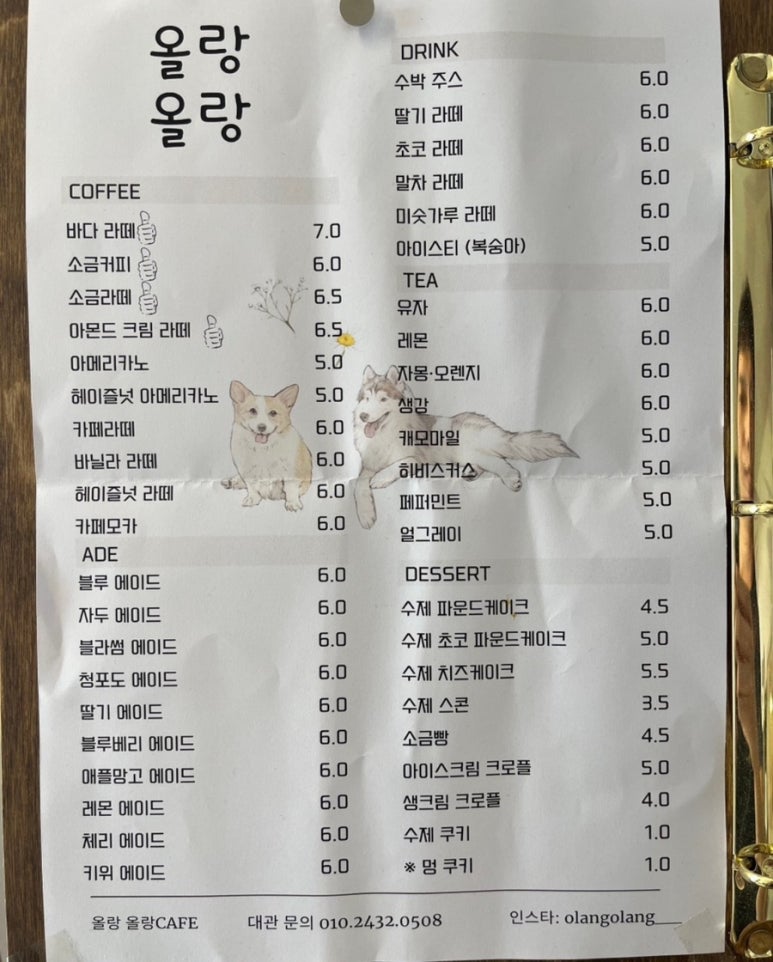 올랑
올랑
COFFEE
바다 라떼 7.0
소금커피 6.0
소금라떼 6.5
아몬드 크림 라떼 6.5
아메리카노 5.0
헤이즐넛 아메리카노 5.0
카페라떼 6.0
바닐라 라떼 6.0
헤이즐넛 라떼 6.0
카페모카 6.0
ADE
블루 에이드 6.0
자두 에이드 6.0
블라썸 에이드 6.0
청포도 에이드 6.0
딸기 에이드 6.0
블루베리 에이드 6.0
애플망고 에이드 6.0
레몬 에이드 6.0
체리 에이드 6.0
키위 에이드 6.0
DRINK
수박 주스 6.0
딸기 라떼 6.0
초코 라떼 6.0
말차 라떼 6.0
미숫가루 라떼 6.0
아이스티 (복숭아) 5.0
TEA
유자 6.0
레몬 6.0
자몽·오렌지 6.0
생강 6.0
캐모마일 5.0
히비스커스 5.0
페퍼민트 5.0
얼그레이 5.0
DESSERT
수제 파운드케이크 4.5
수제 초코 파운드케이크 5.0
수제 치즈케이크 5.5
수제 스콘 3.5
소금빵 4.5
아이스크림 크로플 5.0
생크림 크로플 4.0
수제 쿠키 1.0
※ 멍 쿠키 1.0
올랑 올랑CAFE 대관 문의 010.2432.0508 인스타: olangolang__